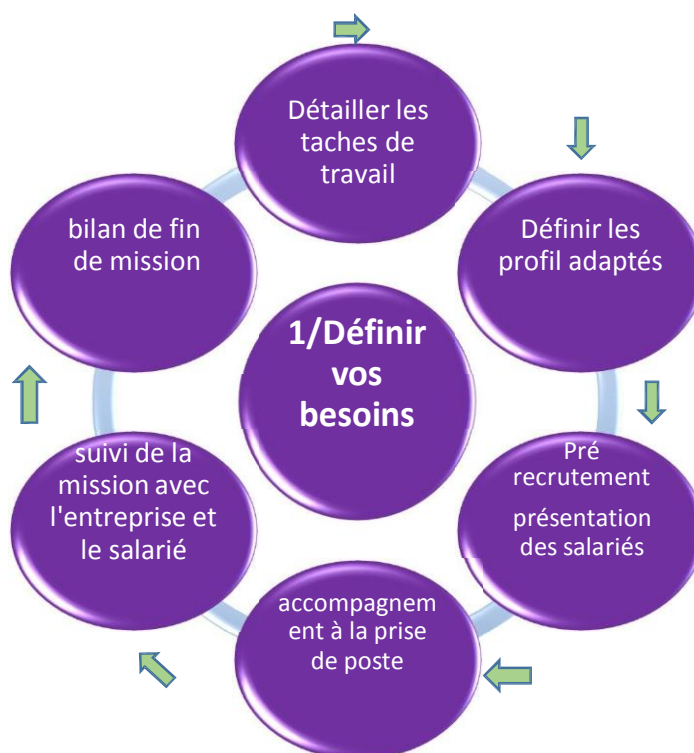 Détailler les
taches de
travail
Définir les
profil adaptés
Pré
recrutement
présentation
des salariés
accompagnem
ent à la prise
de poste
suivi de la
mission avec
l'entreprise et
le salarié
bilan de fin
de mission
1/Définir
vos
besoins